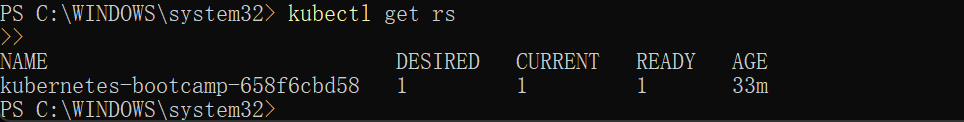 PS C:\WINDOWS\system32> kubectl get rs
>>
NAME DESIRED CURRENT READY AGE
kubernetes-bootcamp-658f6cbd58 1 1 1 33m
PS C:\WINDOWS\system32>